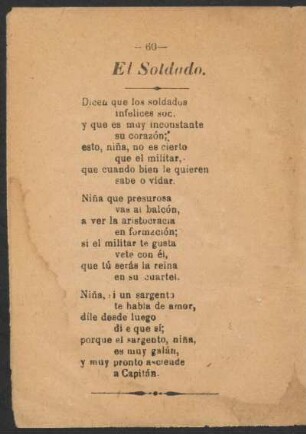 — 60 —
El Soldado.
Dicen que los soldados
infelices soc.
y que es muy inconstante
su corazón;
esto, niña, no es cierto
que el militar,
que cuando bien le quieren
sabe o vidar.
Niña que presurosa
vas al balcón,
a ver la aristocracia
en formación;
si el militar te gusta
vete con él,
que tú serás la reina
en su cuartel.
Niña, si un sargento
te habla de amor,
dile desde luego
di e que sí;
porque el sargento, niña,
es muy galán,
y muy pronto asciende
a Capitán.